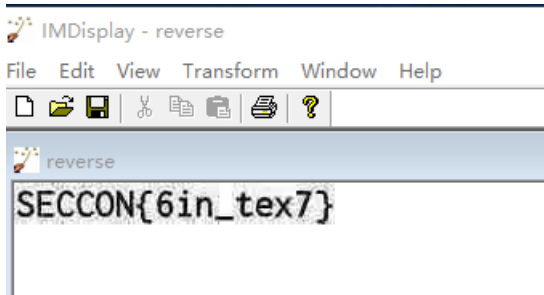 IMDisplay - reverse
File Edit View Transform Window Help
reverse
SECCON{6in_tex7}